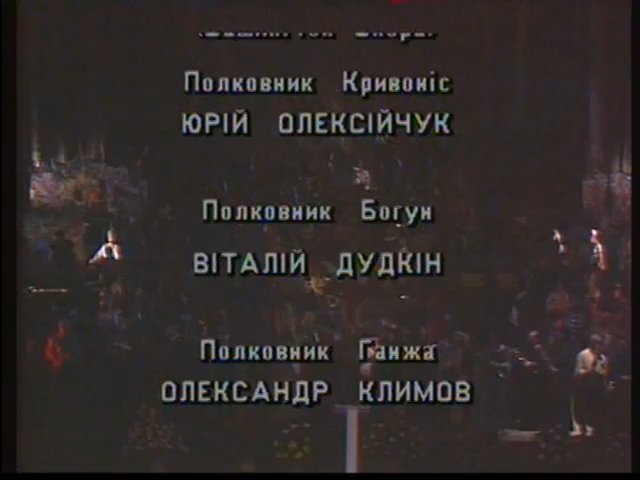 Полковник Кривоніс
ЮРІЙ ОЛЕКСІЙЧУК
Полковник Богун
ВІТАЛІЙ ДУДКІН
Полковник Ганжа
ОЛЕКСАНДР КЛИМОВ